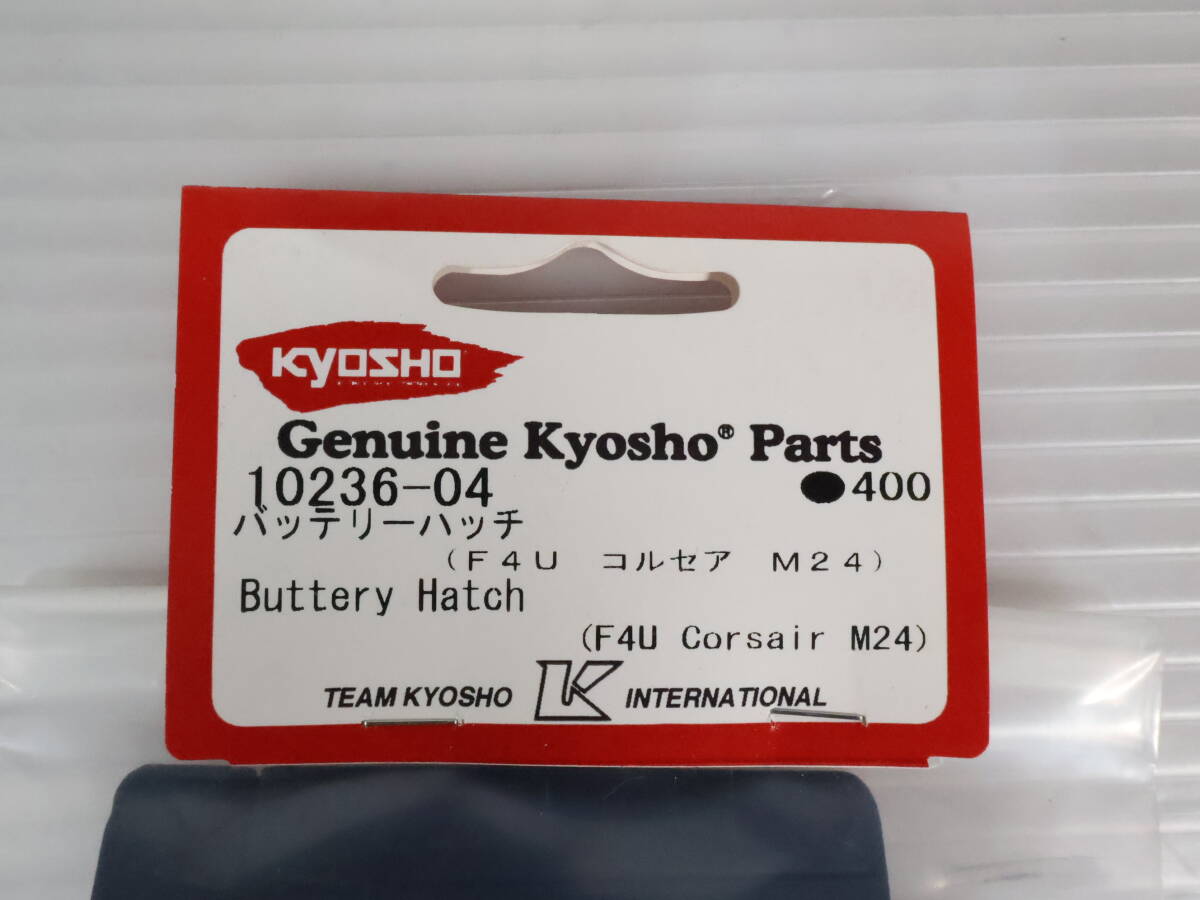 KYOSHO
Genuine Kyosho® Parts
10236-04 ●400
バッテリーハッチ
(F4U コルセア M24)
Buttery Hatch
(F4U Corsair M24)
TEAM KYOSHO K INTERNATIONAL